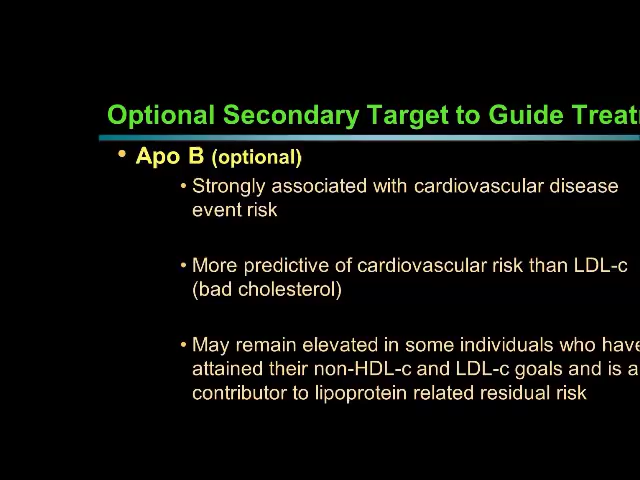 Optional Secondary Target to Guide Treat
• Apo B (optional)
• Strongly associated with cardiovascular disease
event risk
• More predictive of cardiovascular risk than LDL-c
(bad cholesterol)
• May remain elevated in some individuals who have
attained their non-HDL-c and LDL-c goals and is a
contributor to lipoprotein related residual risk